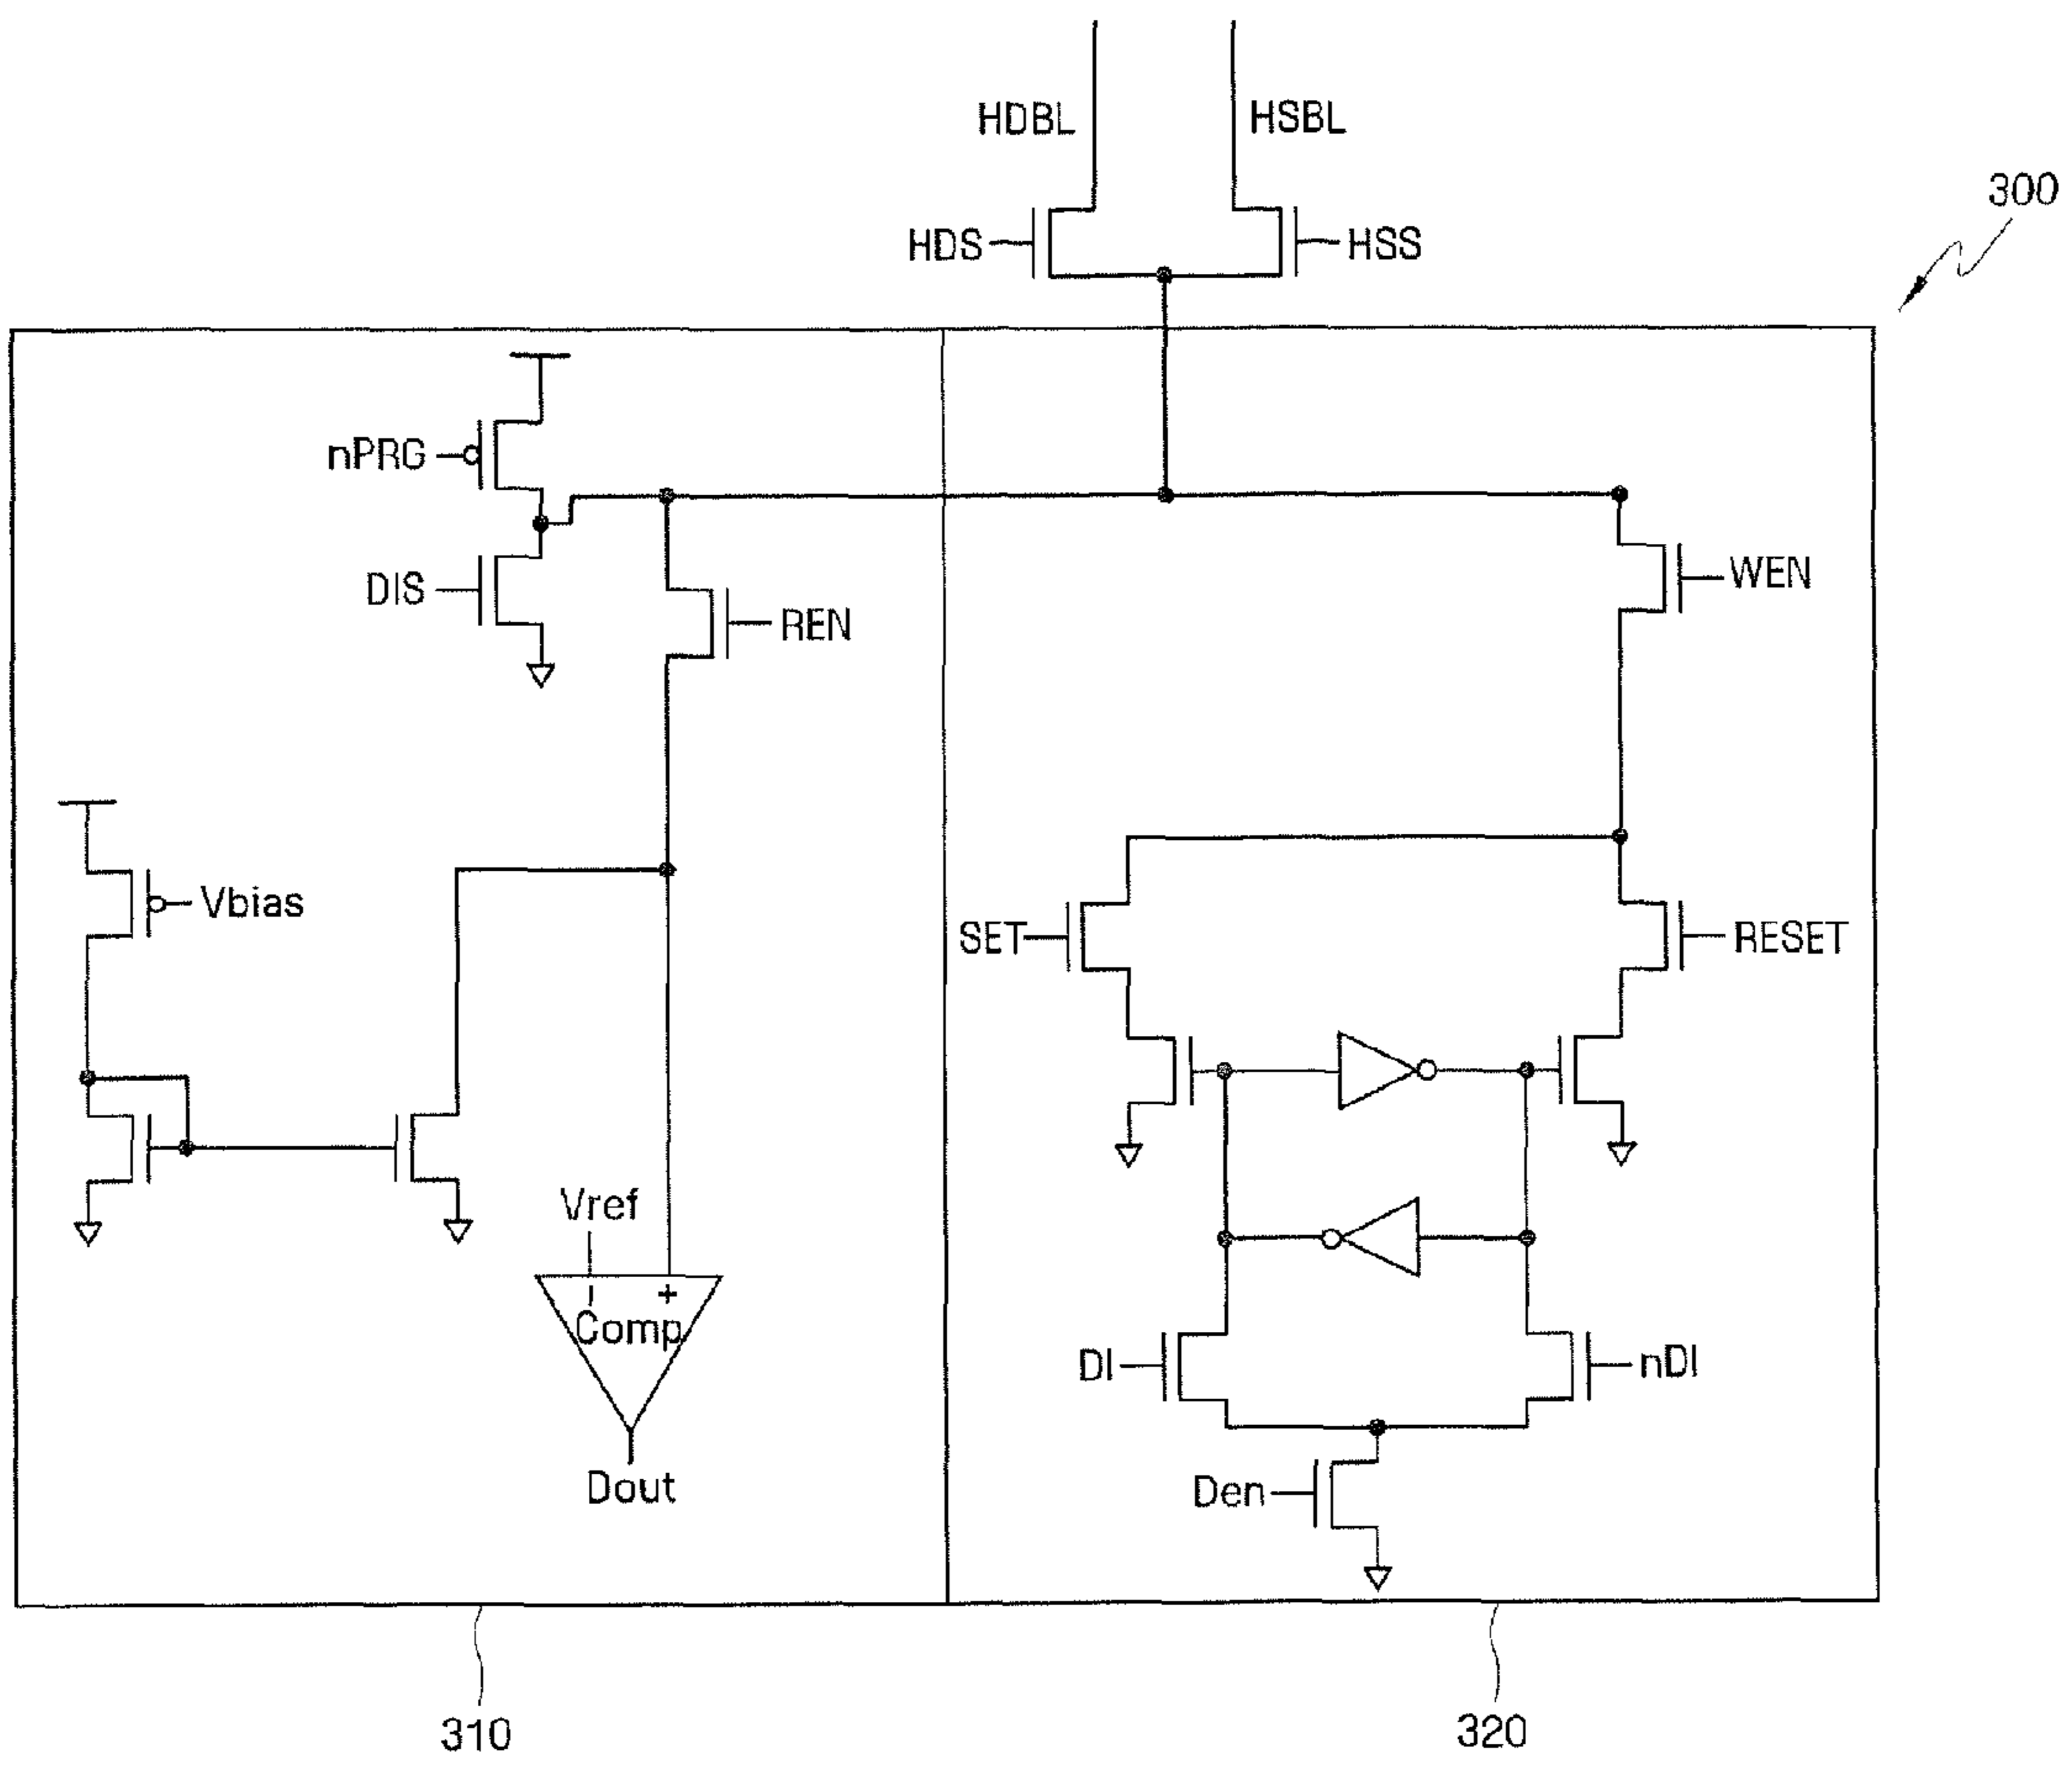 HDBL
HSBL
300
HDS
HSS
nPRG
DIS
REN
WEN
Vbias
SET
RESET
Vref
- +
Comp
DI
nDI
Dout
Den
310
320